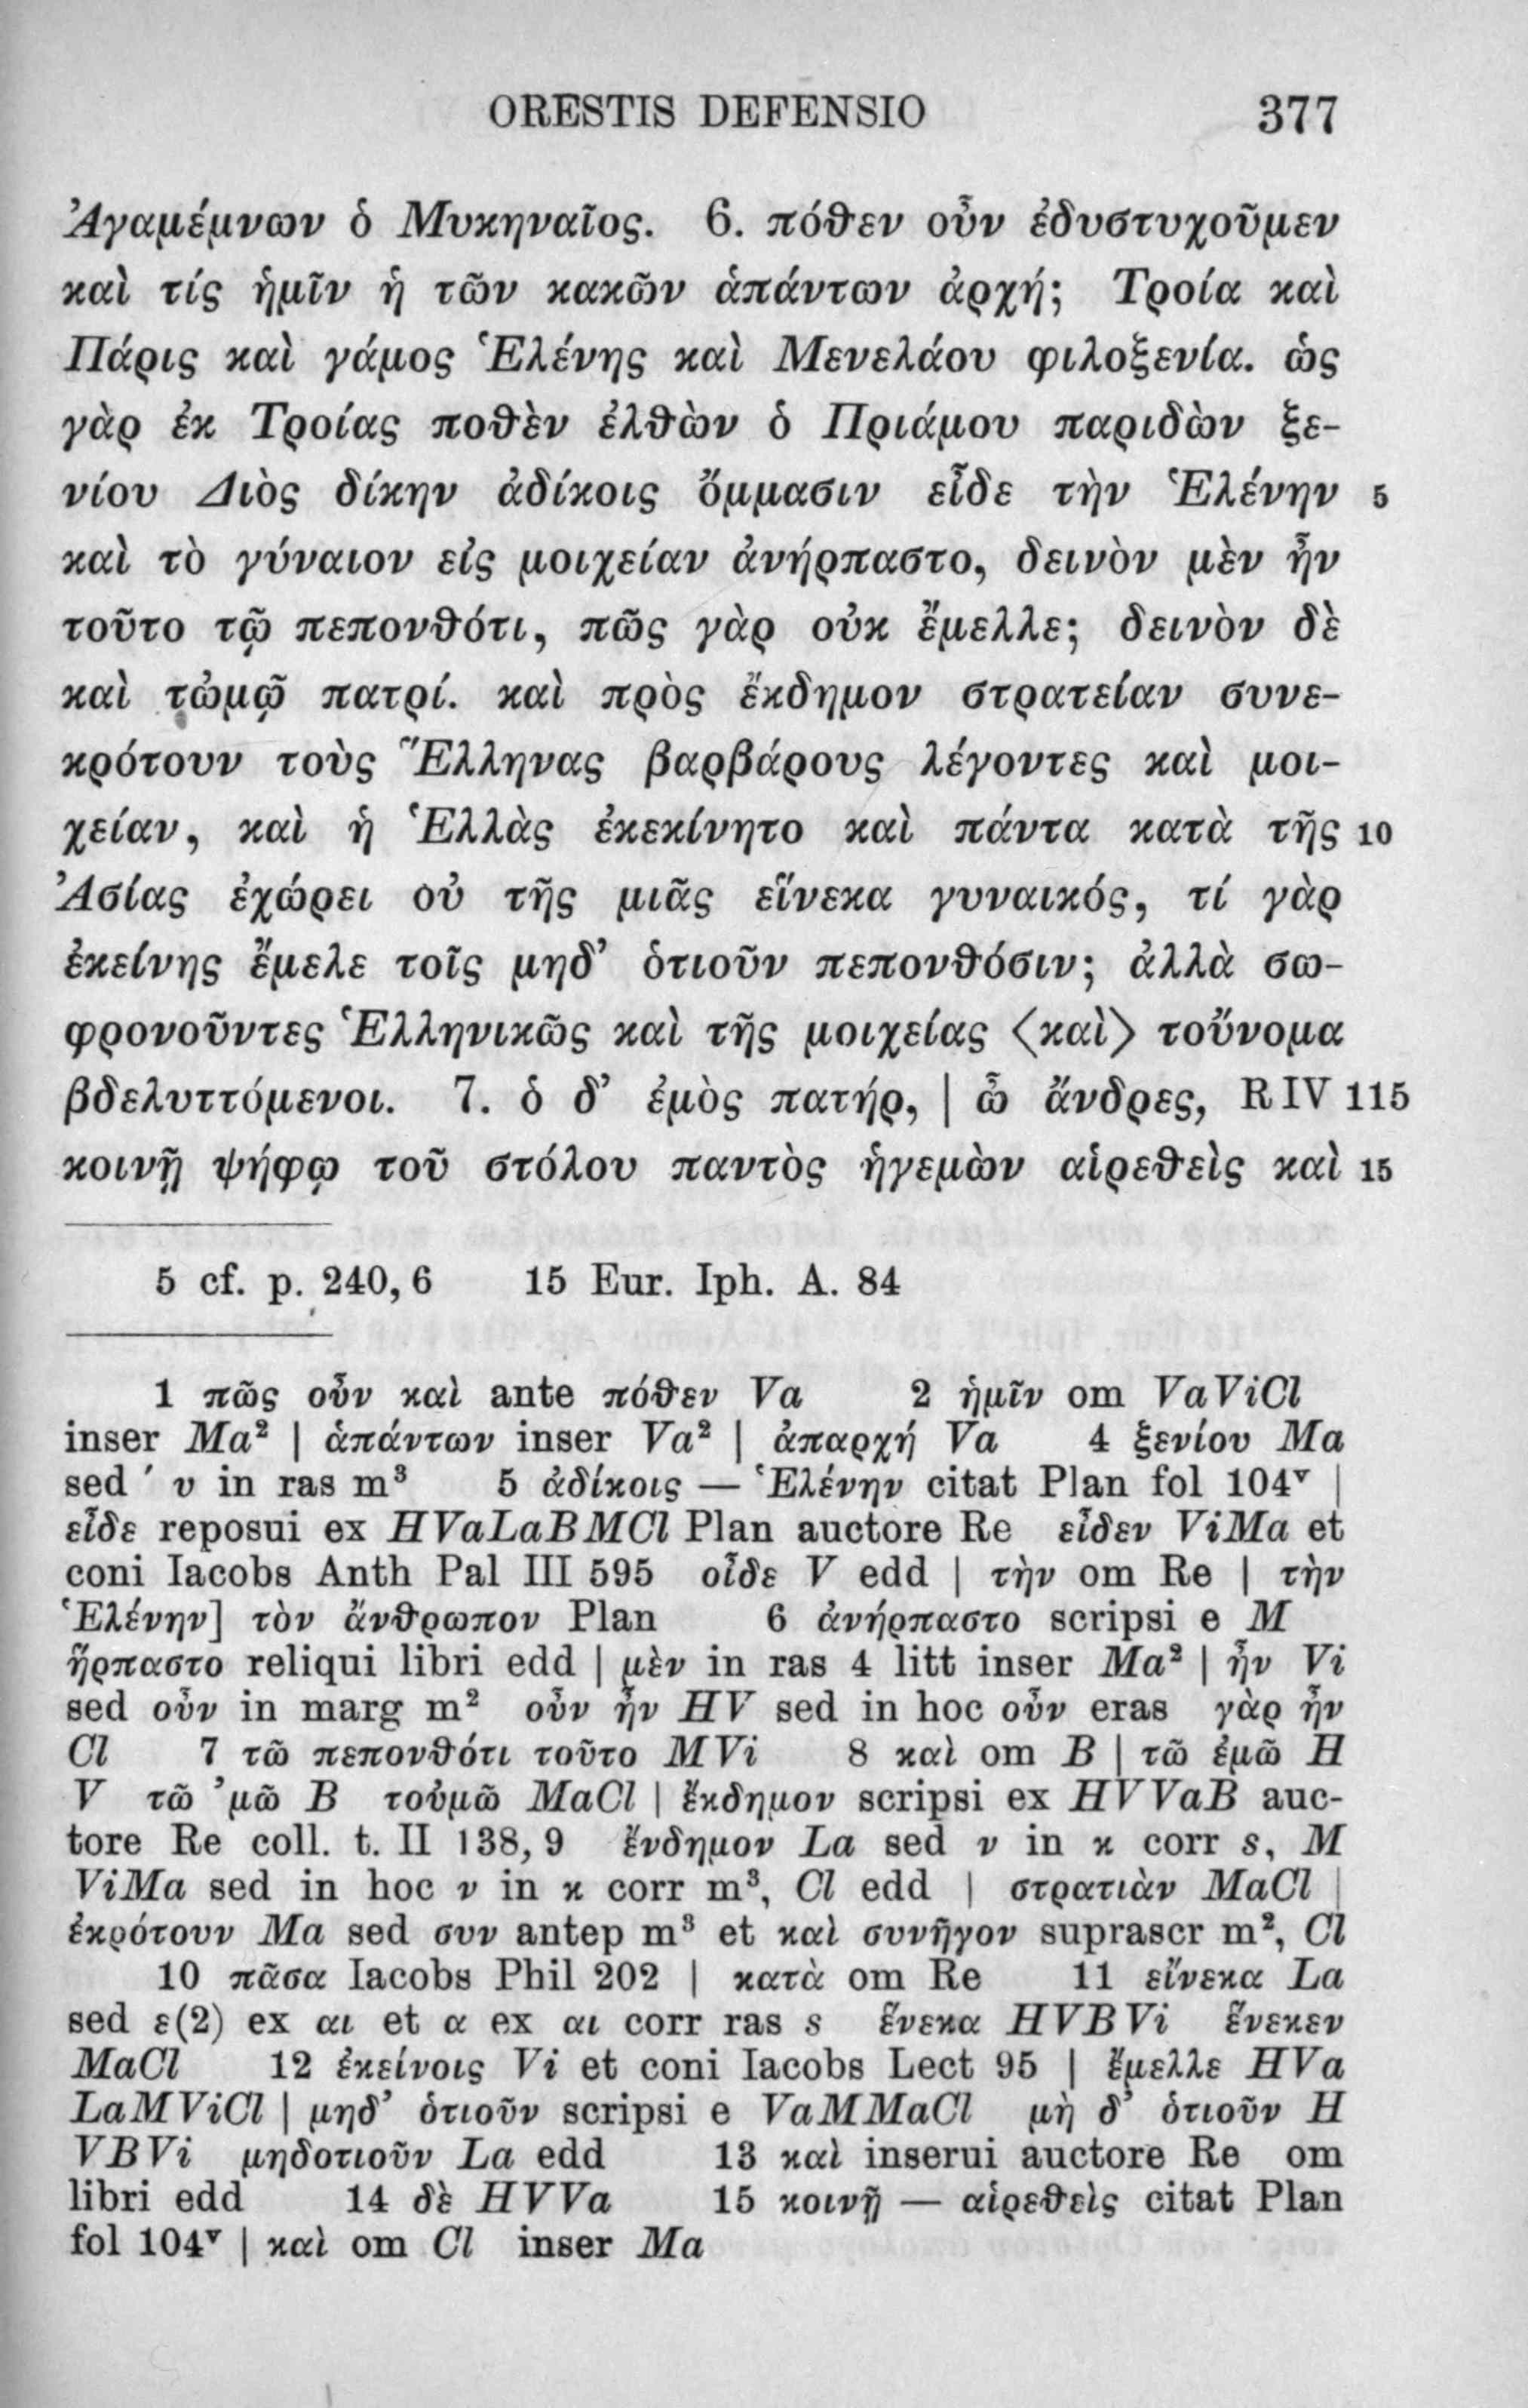 ORESTIS DEFENSIO 377
Ἀγαμέμνων ὁ Μυκηναῖος. 6. πόθεν οὖν ἐδυστυχοῦμεν
καὶ τίς ἡμῖν ἡ τῶν κακῶν ἁπάντων ἀρχή; Τροία καὶ
Πάρις καὶ γάμος Ἑλένης καὶ Μενελάου φιλοξενία. ὡς
γὰρ ἐκ Τροίας ποθὲν ἐλθὼν ὁ Πριάμου παριδὼν ξε-
νίου Διὸς δίκην ἀδίκοις ὄμμασιν εἶδε τὴν Ἑλένην 5
καὶ τὸ γύναιον εἰς μοιχείαν ἀνήρπαστο, δεινὸν μὲν ἦν
τοῦτο τῷ πεπονθότι, πῶς γὰρ οὐκ ἔμελλε; δεινὸν δὲ
καὶ τὠμῷ πατρί. καὶ πρὸς ἔκδημον στρατείαν συνε-
κρότουν τοὺς Ἕλληνας βαρβάρους λέγοντες καὶ μοι-
χείαν, καὶ ἡ Ἑλλὰς ἐκεκίνητο καὶ πάντα κατὰ τῆς 10
Ἀσίας ἐχώρει οὐ τῆς μιᾶς εἵνεκα γυναικός, τί γὰρ
ἐκείνης ἔμελε τοῖς μηδ’ ὁτιοῦν πεπονθόσιν; ἀλλὰ σω-
φρονοῦντες Ἑλληνικῶς καὶ τῆς μοιχείας ⟨καὶ⟩ τοὔνομα
βδελυττόμενοι. 7. ὁ δ’ ἐμὸς πατήρ, | ὦ ἄνδρες, R IV 115
κοινῇ ψήφῳ τοῦ στόλου παντὸς ἡγεμὼν αἱρεθεὶς καὶ 15
5 cf. p. 240, 6 15 Eur. Iph. A. 84
1 πῶς οὖν καὶ ante πόθεν Va 2 ἡμῖν om VaViCl
inser Ma² | ἁπάντων inser Va² | ἀπαρχή Va 4 ξενίου Ma
sed ′ υ in ras m³ 5 ἀδίκοις — Ἑλένην citat Plan fol 104ᵛ |
εἶδε reposui ex HVaLaBMCl Plan auctore Re εἶδεν ViMa et
coni Iacobs Anth Pal III 595 οἶδε V edd | τὴν om Re | τὴν
Ἑλένην] τὸν ἄνθρωπον Plan 6 ἀνήρπαστο scripsi e M
ἥρπαστο reliqui libri edd | μὲν in ras 4 litt inser Ma² | ἦν Vi
sed οὖν in marg m² οὖν ἦν HV sed in hoc οὖν eras γὰρ ἦν
Cl 7 τῶ πεπονθότι τοῦτο MVi 8 καὶ om B | τῶ ἐμῶ H
V τῶ ’μῶ B τοὐμῶ MaCl | ἔκδημον scripsi ex HVVaB auc-
tore Re coll. t. II 138, 9 ἔνδημον La sed ν in κ corr s, M
ViMa sed in hoc ν in κ corr m³, Cl edd | στρατιὰν MaCl |
ἐκρότουν Ma sed συν antep m³ et καὶ συνῆγον suprascr m², Cl
10 πᾶσα Iacobs Phil 202 | κατὰ om Re 11 εἵνεκα La
sed ε(2) ex αι et α ex αι corr ras s ἕνεκα HVBVi ἕνεκεν
MaCl 12 ἐκείνοις Vi et coni Iacobs Lect 95 | ἔμελλε HVa
LaMViCl | μηδ’ ὁτιοῦν scripsi e VaMMaCl μὴ δ’ ὁτιοῦν H
VBVi μηδοτιοῦν La edd 13 καὶ inserui auctore Re om
libri edd 14 δὲ HVVa 15 κοινῇ — αἱρεθεὶς citat Plan
fol 104ᵛ | καὶ om Cl inser Ma